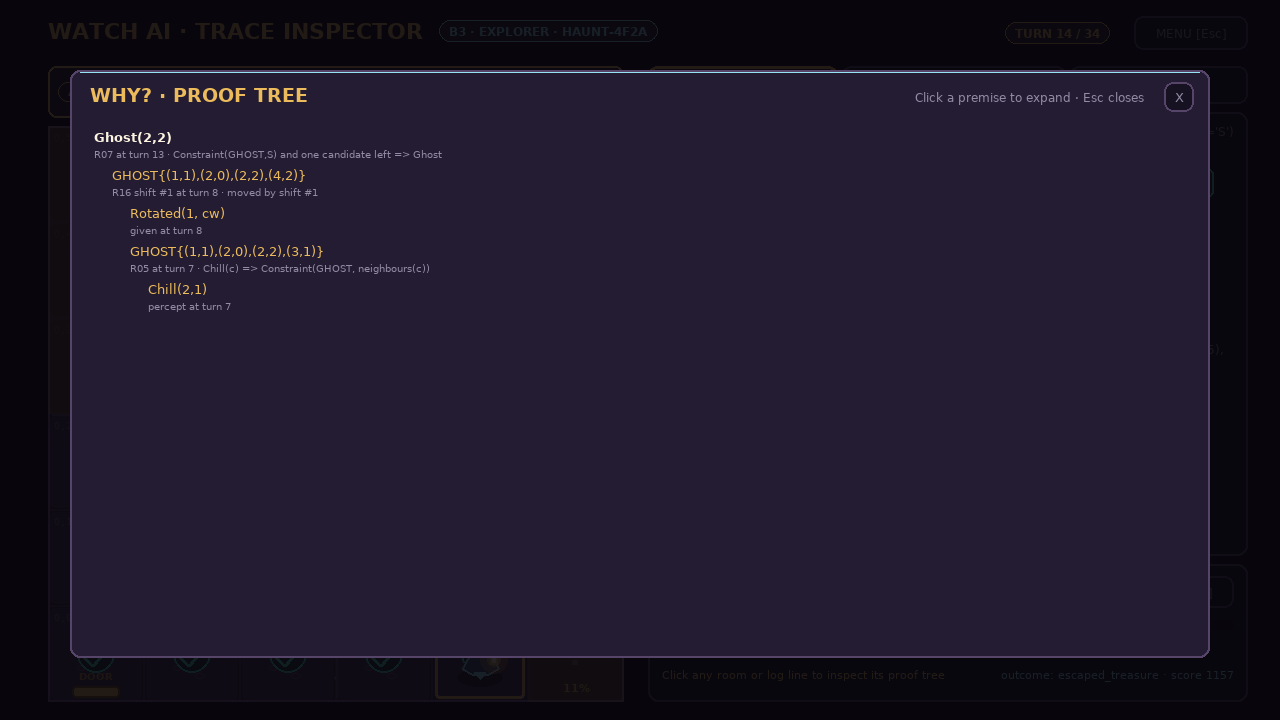 WATCH AI · TRACE INSPECTOR
B3 · EXPLORER · HAUNT-4F2A
TURN 14 / 34
MENU [Esc]
WHY? · PROOF TREE
Click a premise to expand · Esc closes
X
Ghost(2,2)
R07 at turn 13 · Constraint(GHOST,S) and one candidate left => Ghost
GHOST{(1,1),(2,0),(2,2),(4,2)}
R16 shift #1 at turn 8 · moved by shift #1
Rotated(1, cw)
given at turn 8
GHOST{(1,1),(2,0),(2,2),(3,1)}
R05 at turn 7 · Chill(c) => Constraint(GHOST, neighbours(c))
Chill(2,1)
percept at turn 7
DOOR
11%
Click any room or log line to inspect its proof tree
outcome: escaped_treasure · score 1157